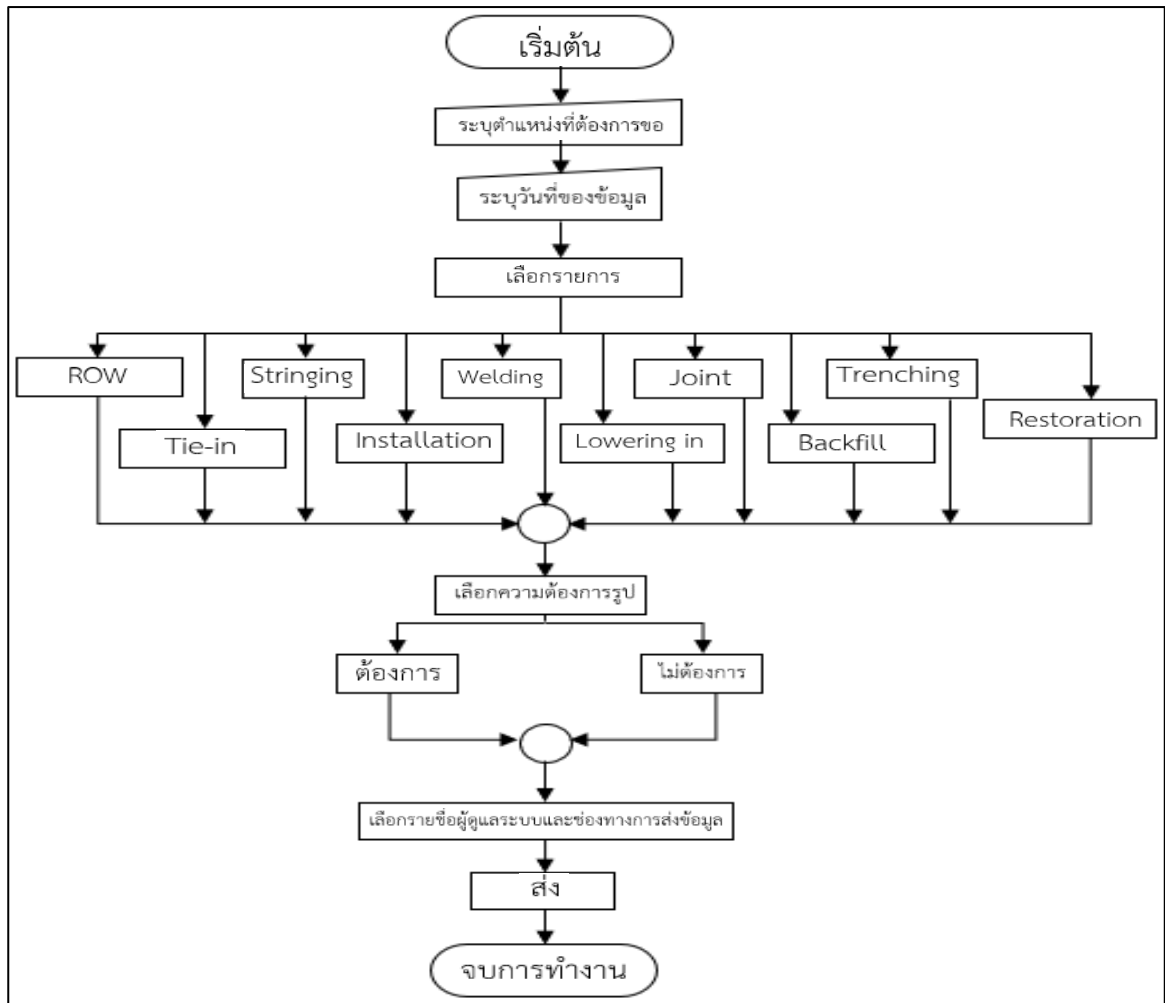 เริ่มต้น
ระบุตำแหน่งที่ต้องการขอ
ระบุวันที่ของข้อมูล
เลือกรายการ
ROW
Stringing
Welding
Joint
Trenching
Tie-in
Installation
Lowering in
Backfill
Restoration
เลือกความต้องการรูป
ต้องการ
ไม่ต้องการ
เลือกรายชื่อผู้ดูแลระบบและช่องทางการส่งข้อมูล
ส่ง
จบการทำงาน